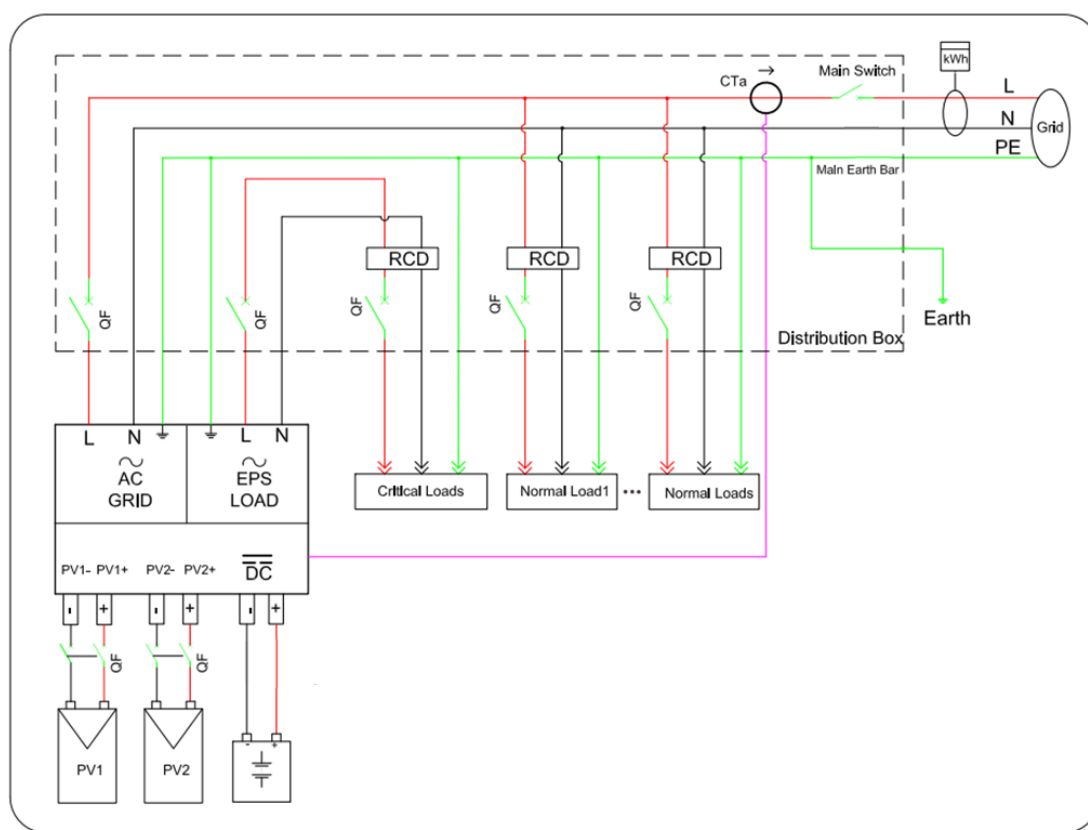 kWh
CTa
Main Switch
L
N
Grid
PE
Main Earth Bar
RCD
RCD
RCD
QF
QF
QF
QF
QF
Earth
Distribution Box
L
N
L
N
AC
GRID
EPS
LOAD
Critical Loads
Normal Load1
...
Normal Loads
PV1-
PV1+
PV2-
PV2+
DC
-
+
-
+
-
+
QF
QF
-
+
PV1
PV2